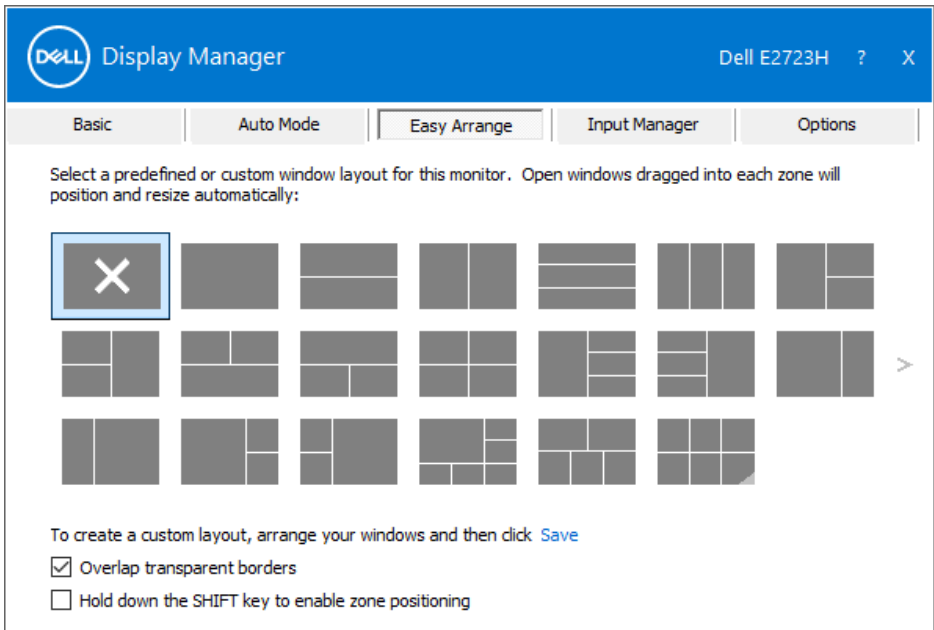 DELL Display Manager Dell E2723H ? X
Basic Auto Mode Easy Arrange Input Manager Options
Select a predefined or custom window layout for this monitor. Open windows dragged into each zone will
position and resize automatically:
>
To create a custom layout, arrange your windows and then click Save
Overlap transparent borders
Hold down the SHIFT key to enable zone positioning